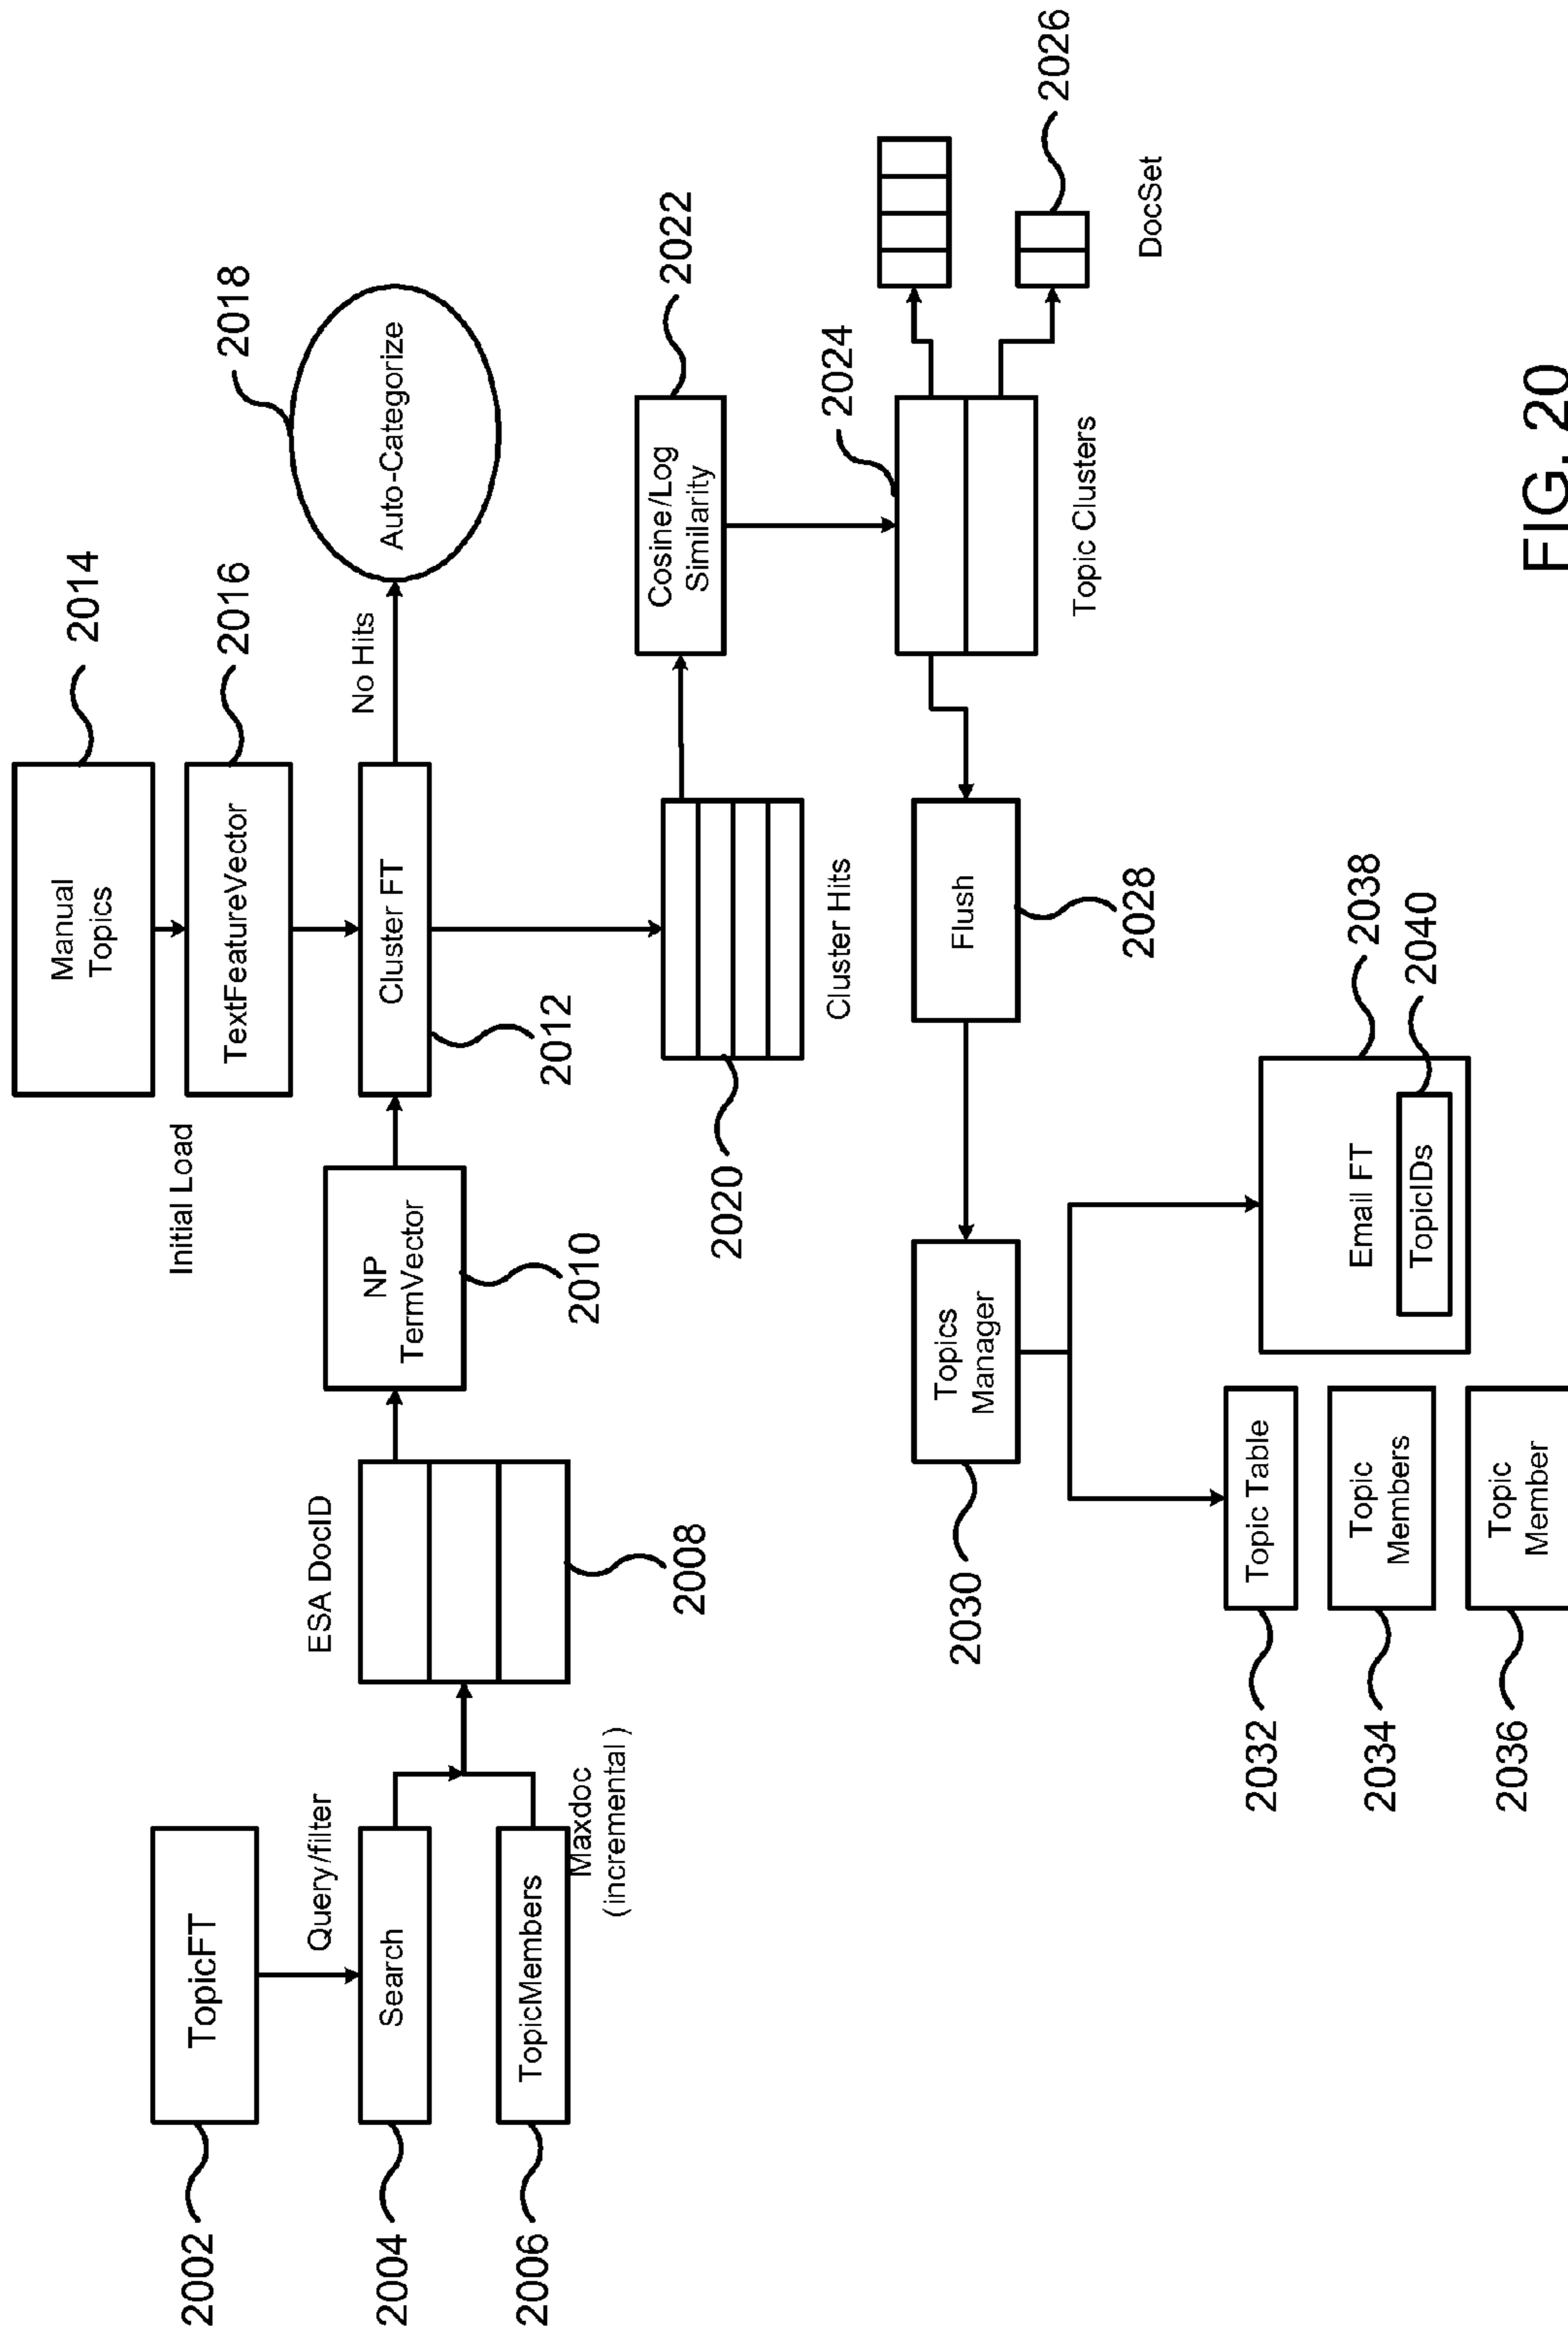 2002
TopicFT
Query/filter
2004
Search
2006
TopicMembers
Maxdoc
(incremental )
ESA DocID
2008
NP
TermVector
2010
Initial Load
Manual
Topics
2014
TextFeatureVector
2016
Cluster FT
2012
No Hits
Auto-Categorize
2018
2020
Cluster Hits
Cosine/Log
Similarity
2022
2024
Topic Clusters
2026
DocSet
Flush
2028
Topics
Manager
2030
2032
Topic Table
2034
Topic
Members
2036
Topic
Member
Email FT
2038
TopicIDs
2040
FIG. 20